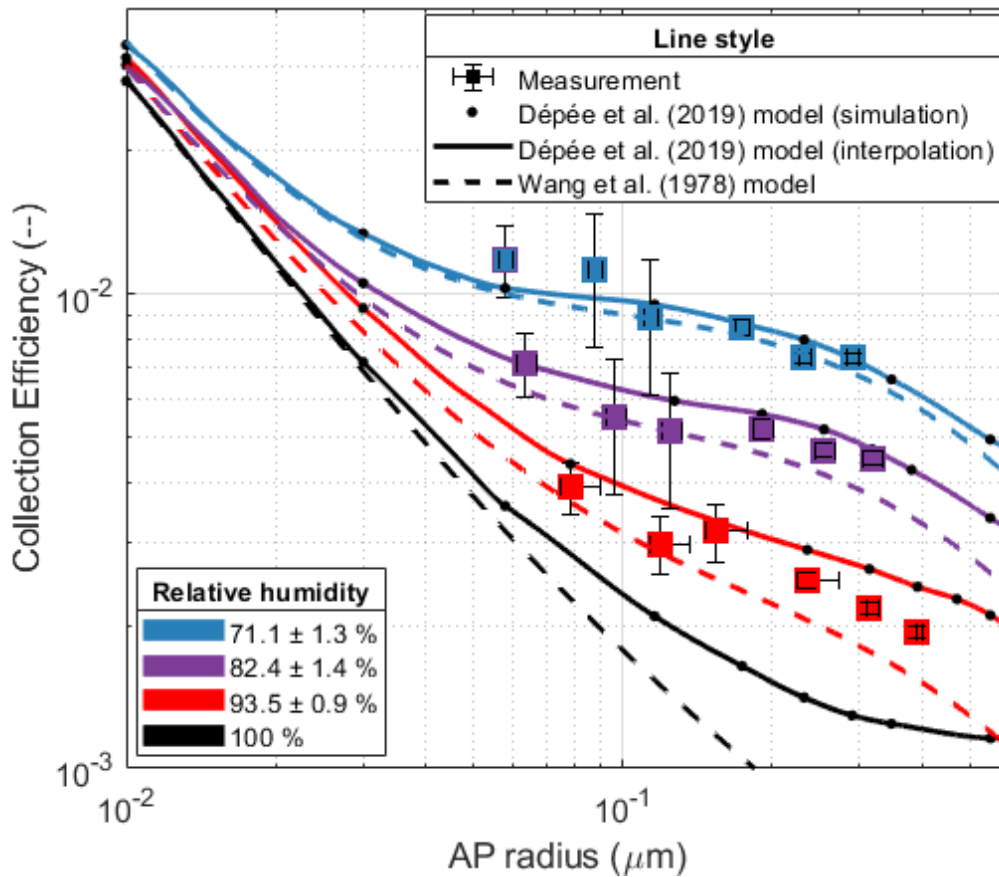 Line style
Measurement
Dépée et al. (2019) model (simulation)
Dépée et al. (2019) model (interpolation)
Wang et al. (1978) model
Collection Efficiency (--)
10⁻²
10⁻³
Relative humidity
71.1 ± 1.3 %
82.4 ± 1.4 %
93.5 ± 0.9 %
100 %
10⁻² 10⁻¹
AP radius (μm)